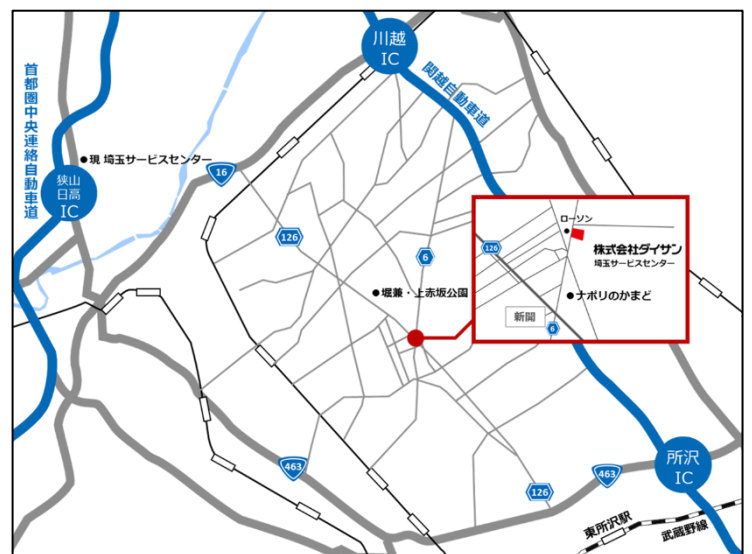 川越
IC
関越自動車道
首都圏中央連絡自動車道
現 埼玉サービスセンター
狭山
日高
IC
16
126
6
堀兼・上赤坂公園
ローソン
126
株式会社ダイサン
埼玉サービスセンター
ナポリのかまど
新開
6
463
126
463
所沢
IC
東所沢駅
武蔵野線